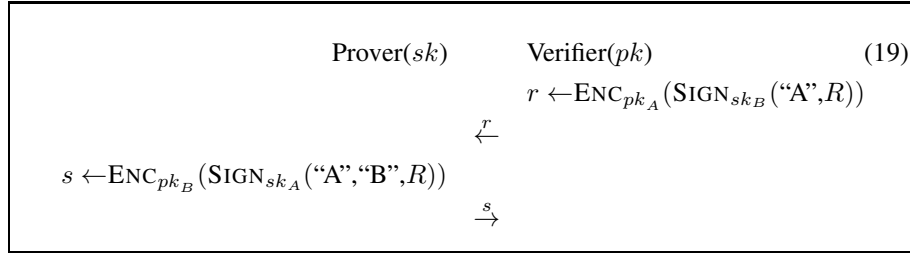 Prover(sk) Verifier(pk) (19)
r ←ENC_{pk_A}(SIGN_{sk_B}(“A”,R))
r
←
s ←ENC_{pk_B}(SIGN_{sk_A}(“A”,“B”,R))
s
→